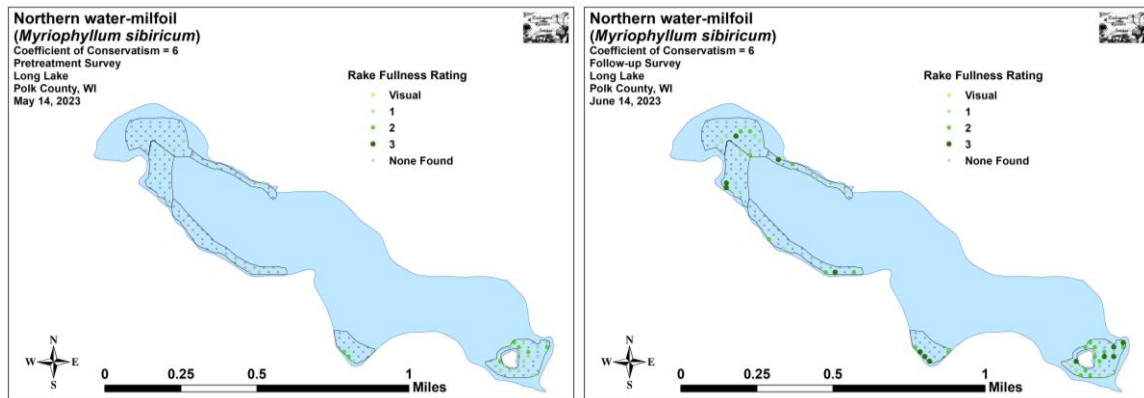 Northern water-milfoil
(Myriophyllum sibiricum)
Coefficient of Conservatism = 6
Pretreatment Survey
Long Lake
Polk County, WI
May 14, 2023
Rake Fullness Rating
Visual
1
2
3
None Found
N
W E
S
0 0.25 0.5 1
Miles
Northern water-milfoil
(Myriophyllum sibiricum)
Coefficient of Conservatism = 6
Follow-up Survey
Long Lake
Polk County, WI
June 14, 2023
Rake Fullness Rating
Visual
1
2
3
None Found
N
W E
S
0 0.25 0.5 1
Miles